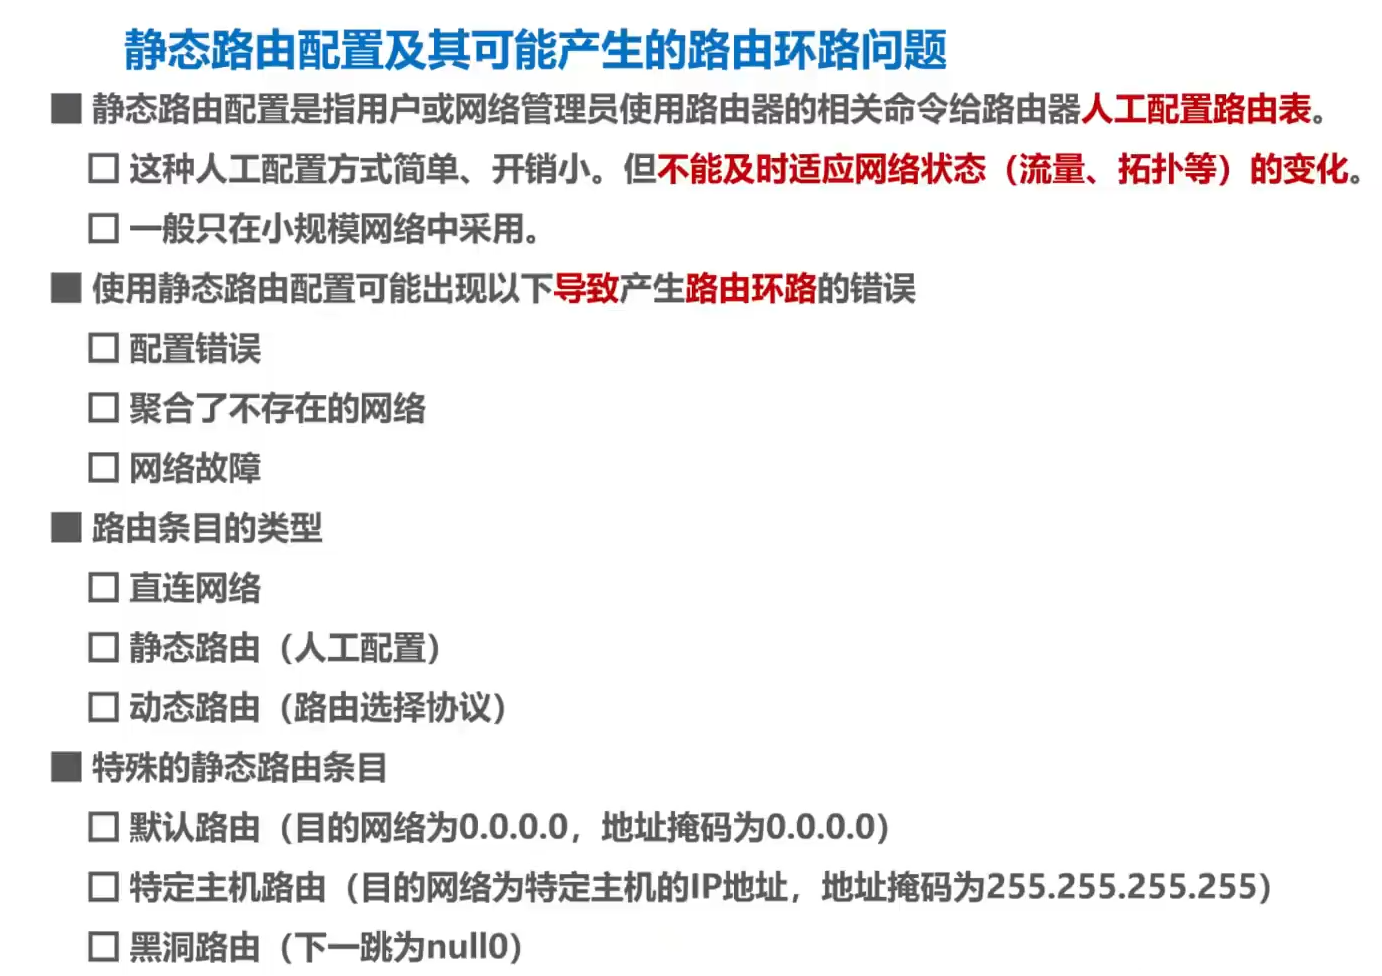 静态路由配置及其可能产生的路由环路问题
静态路由配置是指用户或网络管理员使用路由器的相关命令给路由器人工配置路由表。
这种人工配置方式简单、开销小。但不能及时适应网络状态（流量、拓扑等）的变化。
一般只在小规模网络中采用。
使用静态路由配置可能出现以下导致产生路由环路的错误
配置错误
聚合了不存在的网络
网络故障
路由条目的类型
直连网络
静态路由（人工配置）
动态路由（路由选择协议）
特殊的静态路由条目
默认路由（目的网络为0.0.0.0，地址掩码为0.0.0.0）
特定主机路由（目的网络为特定主机的IP地址，地址掩码为255.255.255.255）
黑洞路由（下一跳为null0）